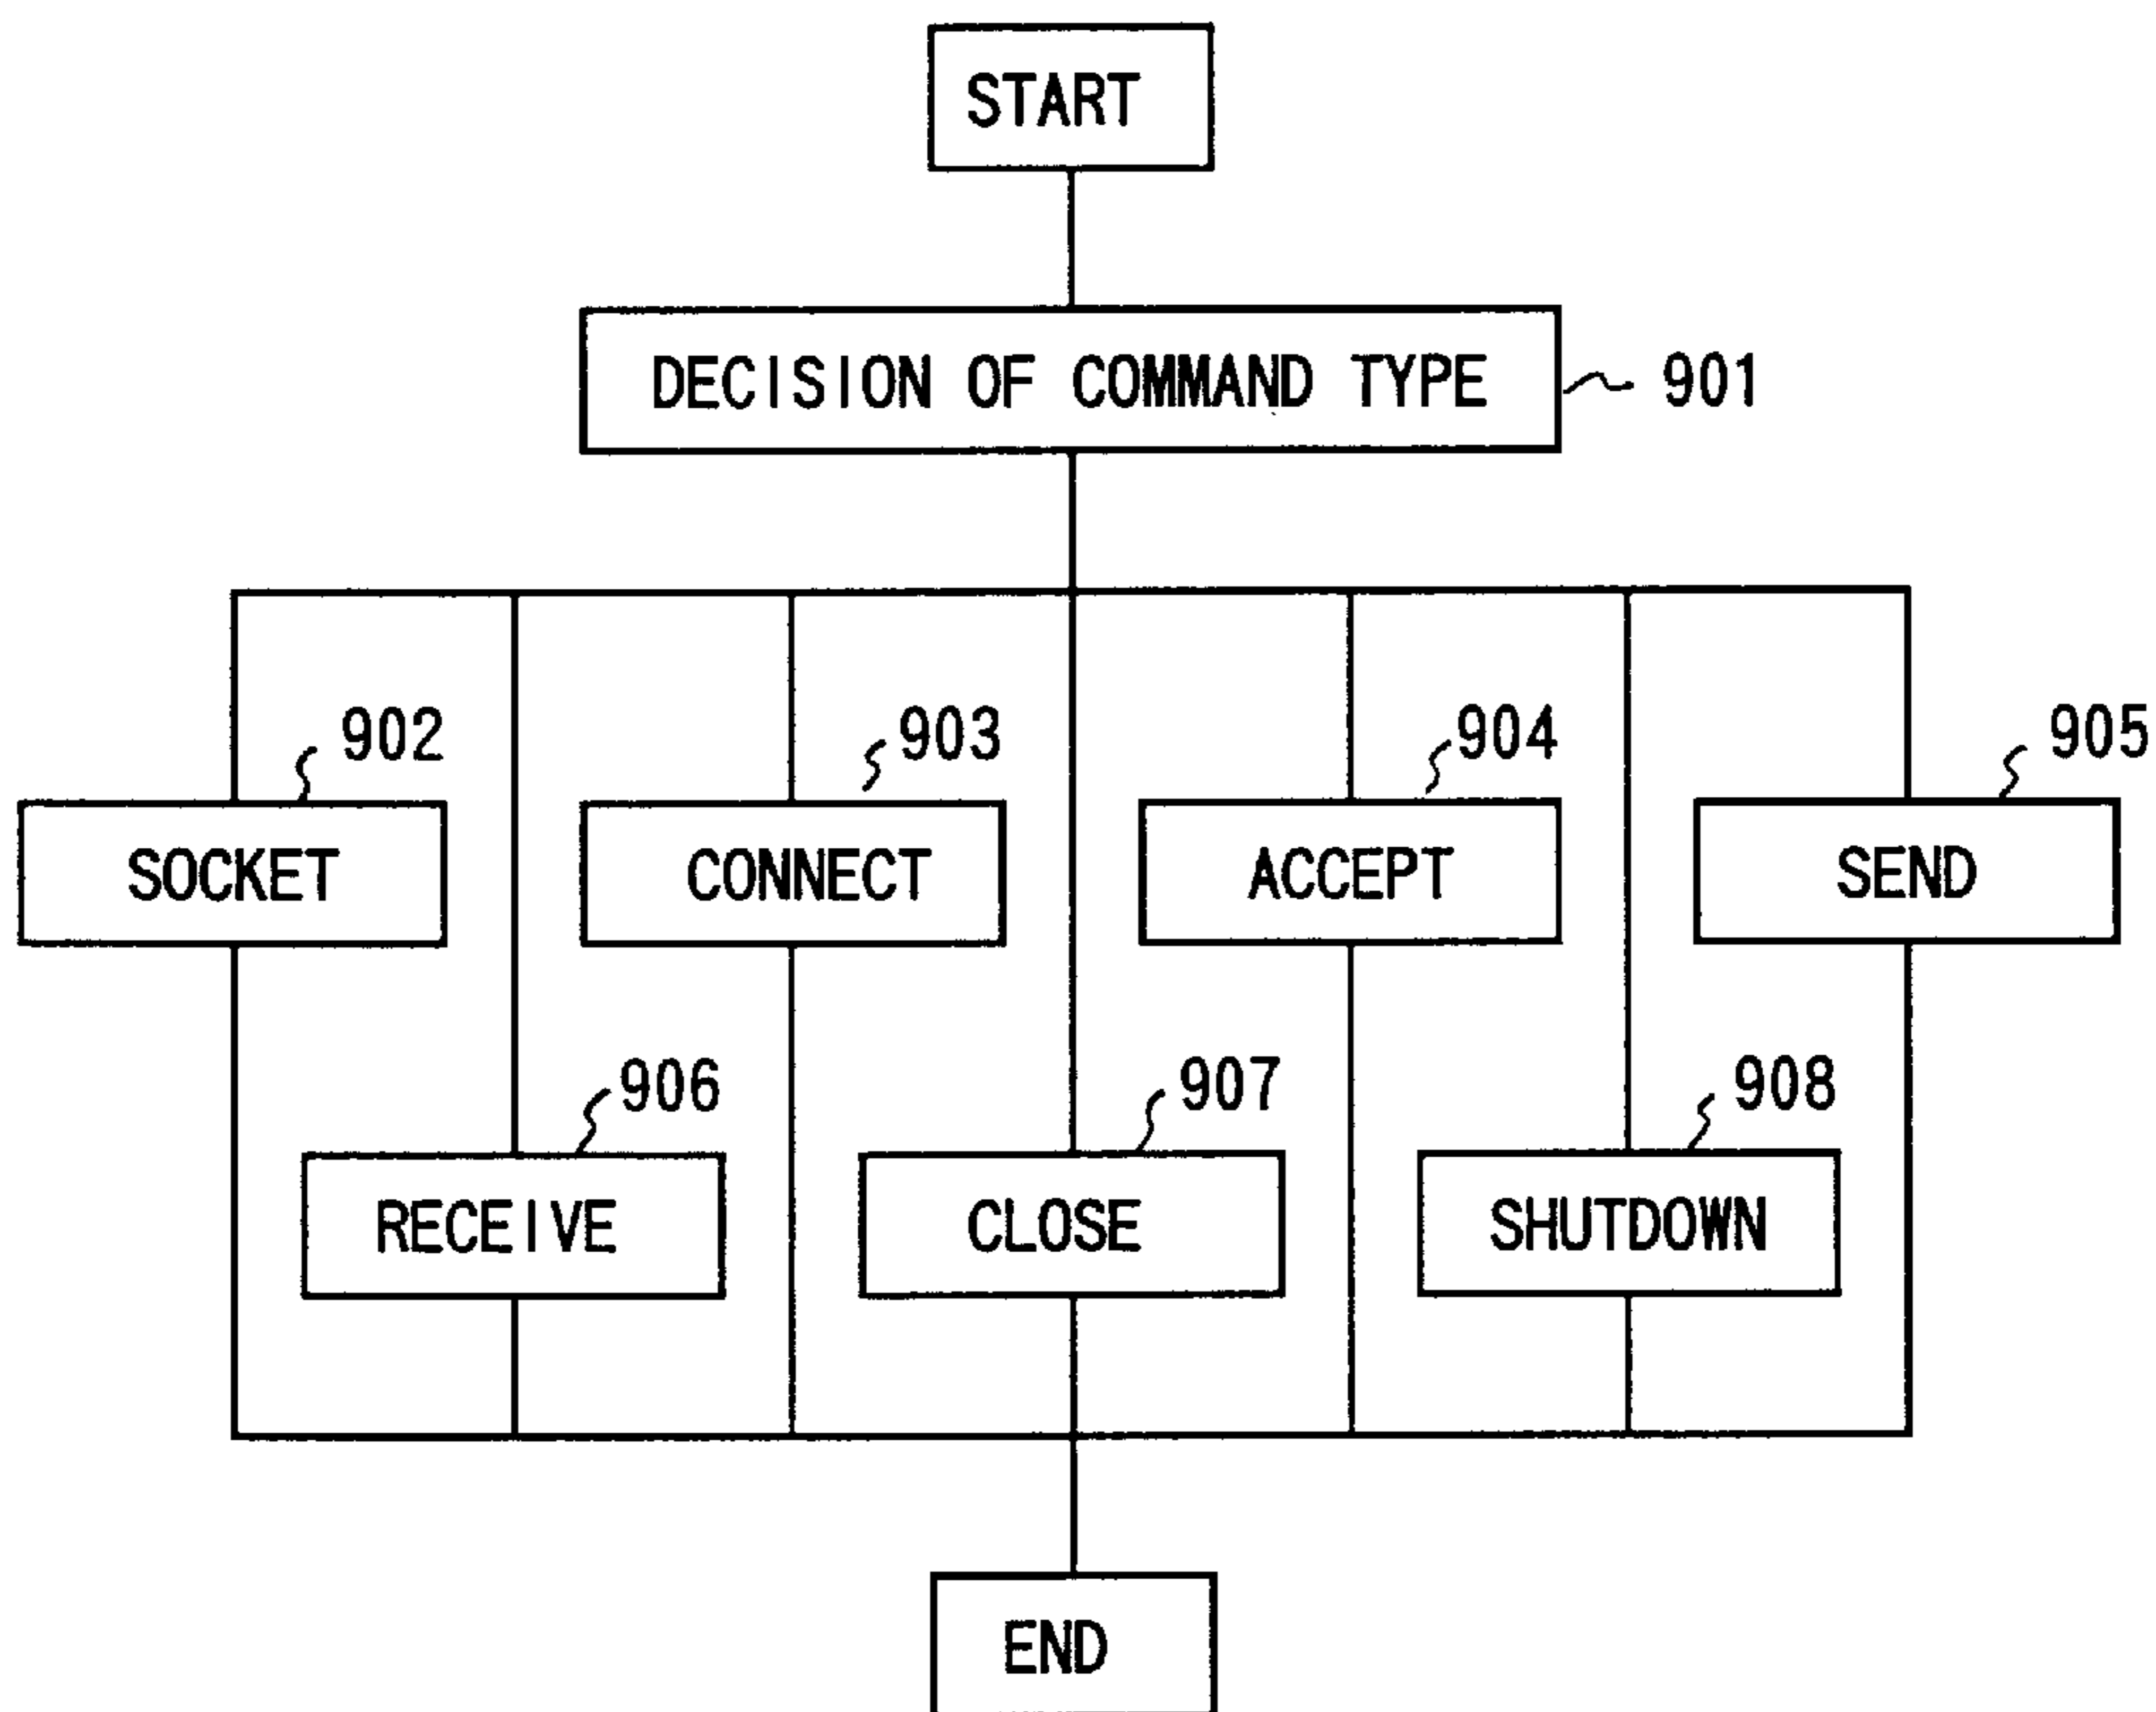 START
DECISION OF COMMAND TYPE
901
902
903
904
905
SOCKET
CONNECT
ACCEPT
SEND
906
907
908
RECEIVE
CLOSE
SHUTDOWN
END